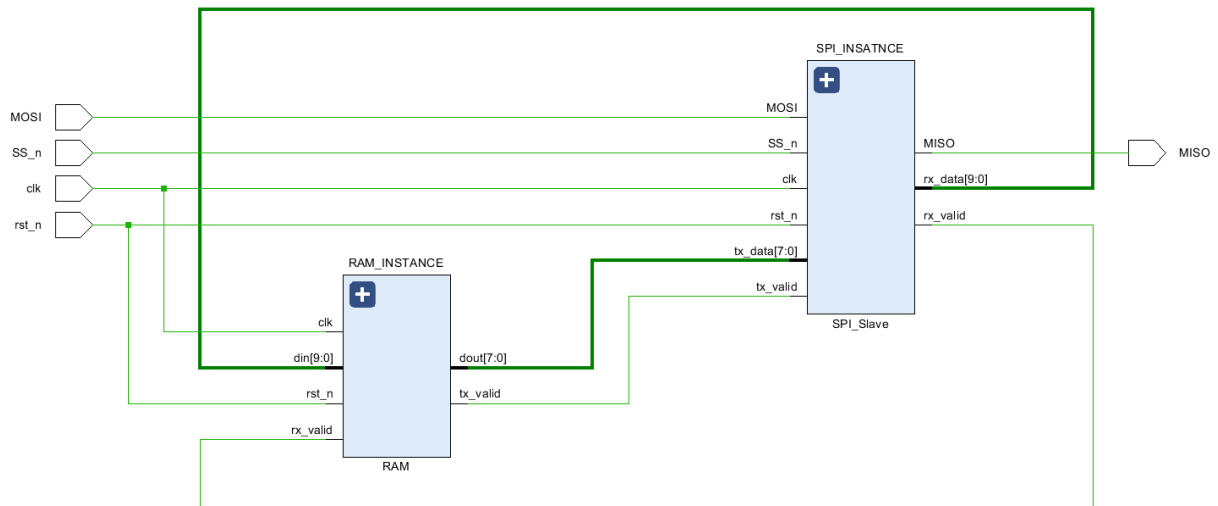 SPI_INSATNCE
MOSI
MOSI
SS_n
SS_n
MISO
MISO
clk
clk
rx_data[9:0]
rst_n
rst_n
rx_valid
tx_data[7:0]
RAM_INSTANCE
tx_valid
SPI_Slave
clk
din[9:0]
dout[7:0]
rst_n
tx_valid
rx_valid
RAM